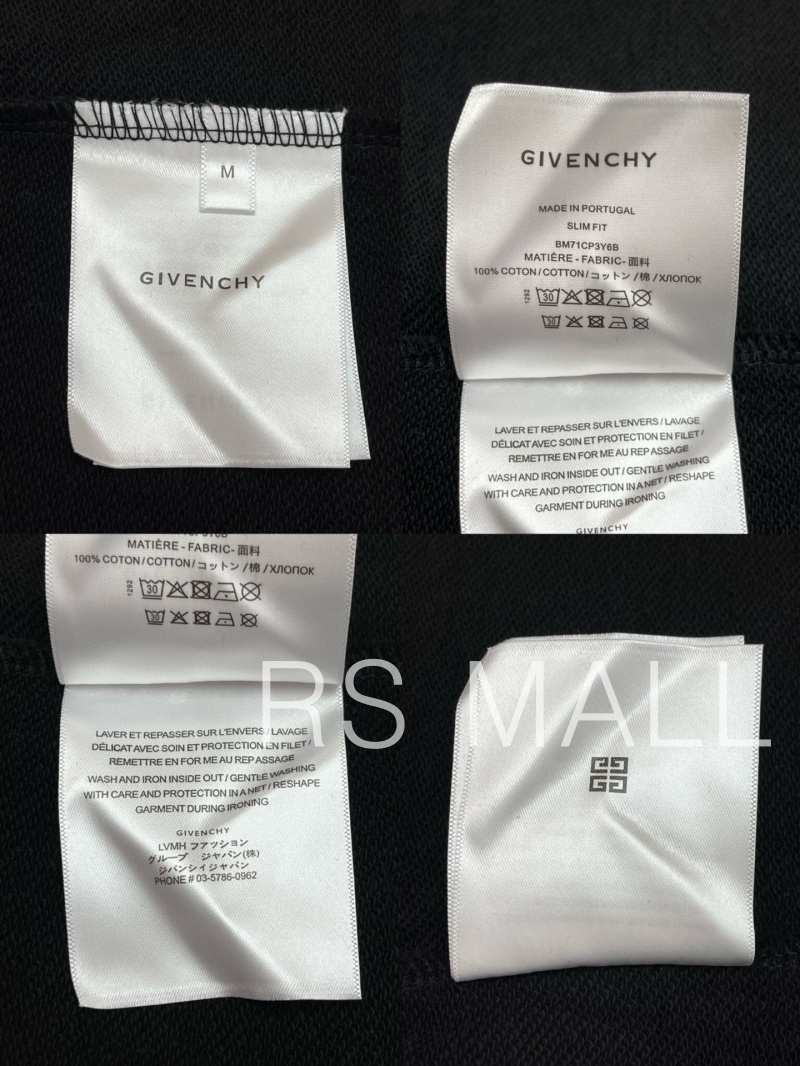 M
GIVENCHY
GIVENCHY
MADE IN PORTUGAL
SLIM FIT
BM71CP3Y6B
MATIÈRE - FABRIC- 面料
100% COTON / COTTON / コットン / 棉 / ХЛОПОК
1292
30
30
LAVER ET REPASSER SUR L'ENVERS / LAVAGE
DÉLICAT AVEC SOIN ET PROTECTION EN FILET /
REMETTRE EN FOR ME AU REP ASSAGE
WASH AND IRON INSIDE OUT / GENTLE WASHING
WITH CARE AND PROTECTION IN A NET / RESHAPE
GARMENT DURING IRONING
GIVENCHY
MATIÈRE - FABRIC- 面料
100% COTON / COTTON / コットン / 棉 / ХЛОПОК
1292
30
30
LAVER ET REPASSER SUR L'ENVERS / LAVAGE
DÉLICAT AVEC SOIN ET PROTECTION EN FILET /
REMETTRE EN FOR ME AU REP ASSAGE
WASH AND IRON INSIDE OUT / GENTLE WASHING
WITH CARE AND PROTECTION IN A NET / RESHAPE
GARMENT DURING IRONING
GIVENCHY
LVMH ファッション
グループ ジャパン(株)
ジバンシイジャパン
PHONE # 03-5786-0962
RS MALL